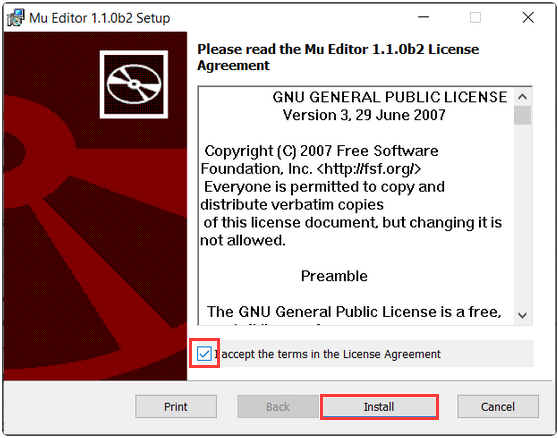 Mu Editor 1.1.0b2 Setup
Please read the Mu Editor 1.1.0b2 License
Agreement
GNU GENERAL PUBLIC LICENSE
Version 3, 29 June 2007
Copyright (C) 2007 Free Software
Foundation, Inc. <http://fsf.org/>
Everyone is permitted to copy and
distribute verbatim copies
of this license document, but changing it is
not allowed.
Preamble
The GNU General Public License is a free,
I accept the terms in the License Agreement
Print
Back
Install
Cancel